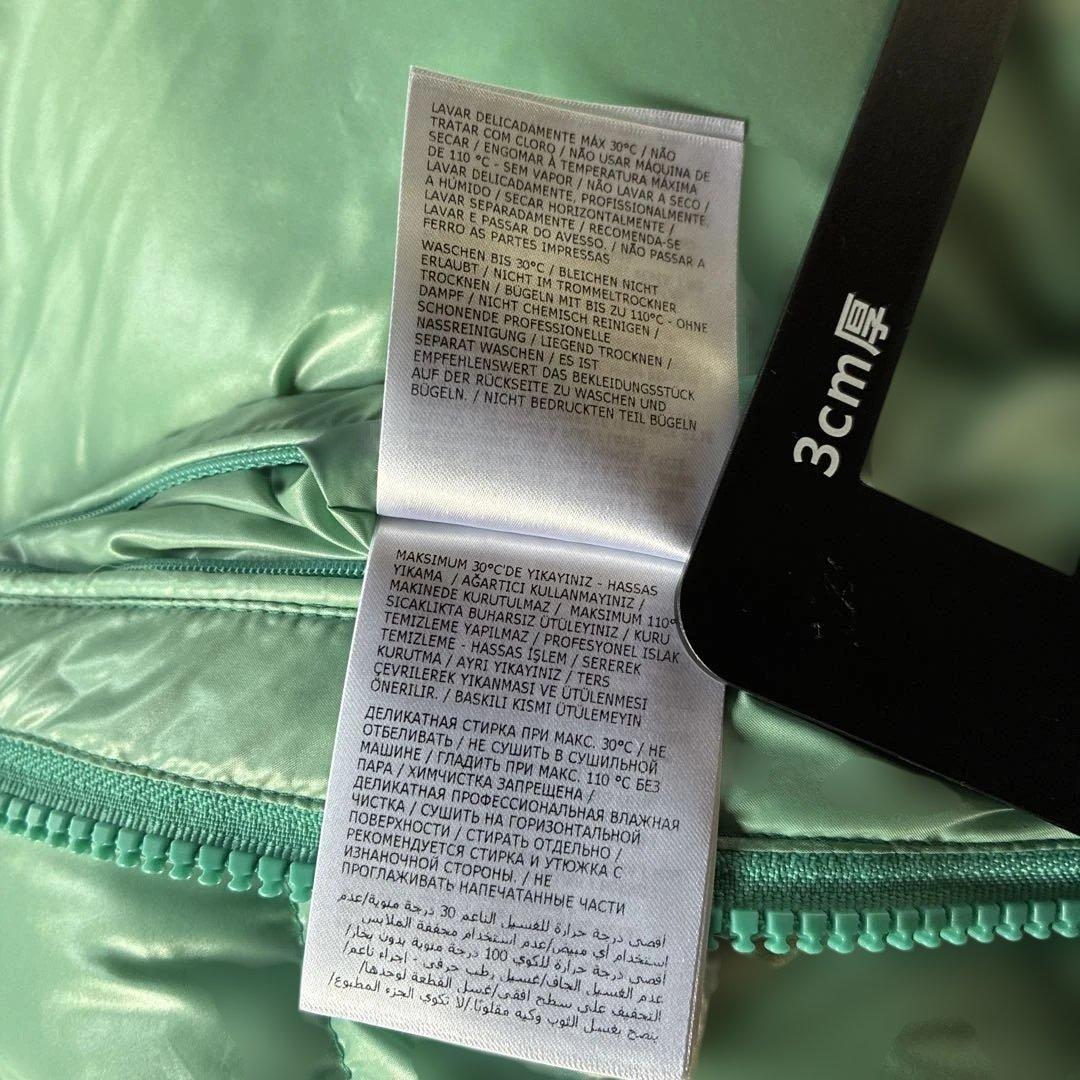 LAVAR DELICADAMENTE MÁX 30°C / NÃO
TRATAR COM CLORO / NÃO USAR MÁQUINA DE
SECAR / ENGOMAR À TEMPERATURA MÁXIMA
DE 110 °C - SEM VAPOR / NÃO LAVAR A SECO /
LAVAR DELICADAMENTE, PROFISSIONALMENTE,
A HÚMIDO / SECAR HORIZONTALMENTE /
LAVAR SEPARADAMENTE / RECOMENDA-SE
LAVAR E PASSAR DO AVESSO. / NÃO PASSAR A
FERRO AS PARTES IMPRESSAS
WASCHEN BIS 30°C / BLEICHEN NICHT
ERLAUBT / NICHT IM TROMMELTROCKNER
TROCKNEN / BÜGELN MIT BIS ZU 110°C - OHNE
DAMPF / NICHT CHEMISCH REINIGEN /
SCHONENDE PROFESSIONELLE
NASSREINIGUNG / LIEGEND TROCKNEN /
SEPARAT WASCHEN / ES IST
EMPFEHLENSWERT DAS BEKLEIDUNGSSTÜCK
AUF DER RÜCKSEITE ZU WASCHEN UND
BÜGELN. / NICHT BEDRUCKTEN TEIL BÜGELN
3cm厚
MAKSIMUM 30°C'DE YIKAYINIZ - HASSAS
YIKAMA / AĞARTICI KULLANMAYINIZ /
MAKINEDE KURUTULMAZ / MAKSIMUM 110°
SICAKLIKTA BUHARSIZ ÜTÜLEYINIZ / KURU
TEMIZLEME YAPILMAZ / PROFESYONEL ISLAK
TEMIZLEME - HASSAS IŞLEM / SEREREK
KURUTMA / AYRI YIKAYINIZ / TERS
ÇEVRILEREK YIKANMASI VE ÜTÜLENMESI
ÖNERILIR. / BASKILI KISMI ÜTÜLEMEYIN
ДЕЛИКАТНАЯ СТИРКА ПРИ МАКС. 30°C / НЕ
ОТБЕЛИВАТЬ / НЕ СУШИТЬ В СУШИЛЬНОЙ
МАШИНЕ / ГЛАДИТЬ ПРИ МАКС. 110 °C БЕЗ
ПАРА / ХИМЧИСТКА ЗАПРЕЩЕНА /
ДЕЛИКАТНАЯ ПРОФЕССИОНАЛЬНАЯ ВЛАЖНАЯ
ЧИСТКА / СУШИТЬ НА ГОРИЗОНТАЛЬНОЙ
ПОВЕРХНОСТИ / СТИРАТЬ ОТДЕЛЬНО /
РЕКОМЕНДУЕТСЯ СТИРКА И УТЮЖКА С
ИЗНАНОЧНОЙ СТОРОНЫ. / НЕ
ПРОГЛАЖИВАТЬ НАПЕЧАТАННЫЕ ЧАСТИ
اقصى درجة حرارة للغسيل الناعم 30 درجة مئوية/عدم
استخدام أي مبيض/عدم استخدام مجففة الملابس
أقصى درجة حرارة للكوي 100 درجة مئوية بدون بخار/
عدم الغسيل الجاف/غسيل رطب حرفي - إجراء ناعم/
التجفيف على سطح افقي/غسل القطعة لوحدها/
ينصح بغسل الثوب وكيه مقلوبًا./لا تكوى الجزء المطبوع/